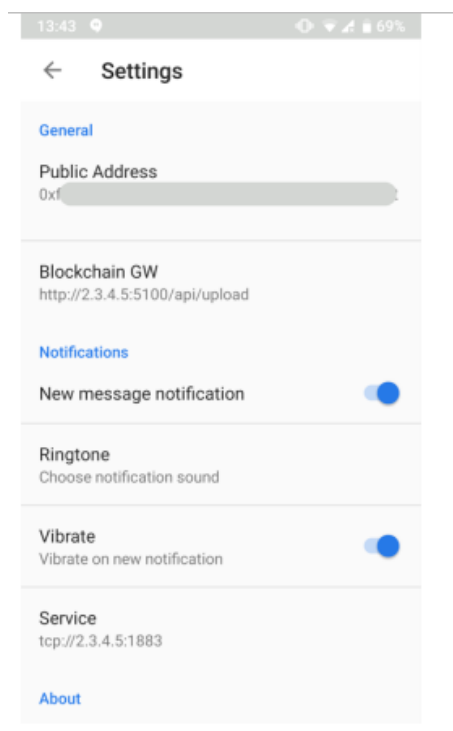 13:43 69%
Settings
General
Public Address
0xf
Blockchain GW
http://2.3.4.5:5100/api/upload
Notifications
New message notification
Ringtone
Choose notification sound
Vibrate
Vibrate on new notification
Service
tcp://2.3.4.5:1883
About